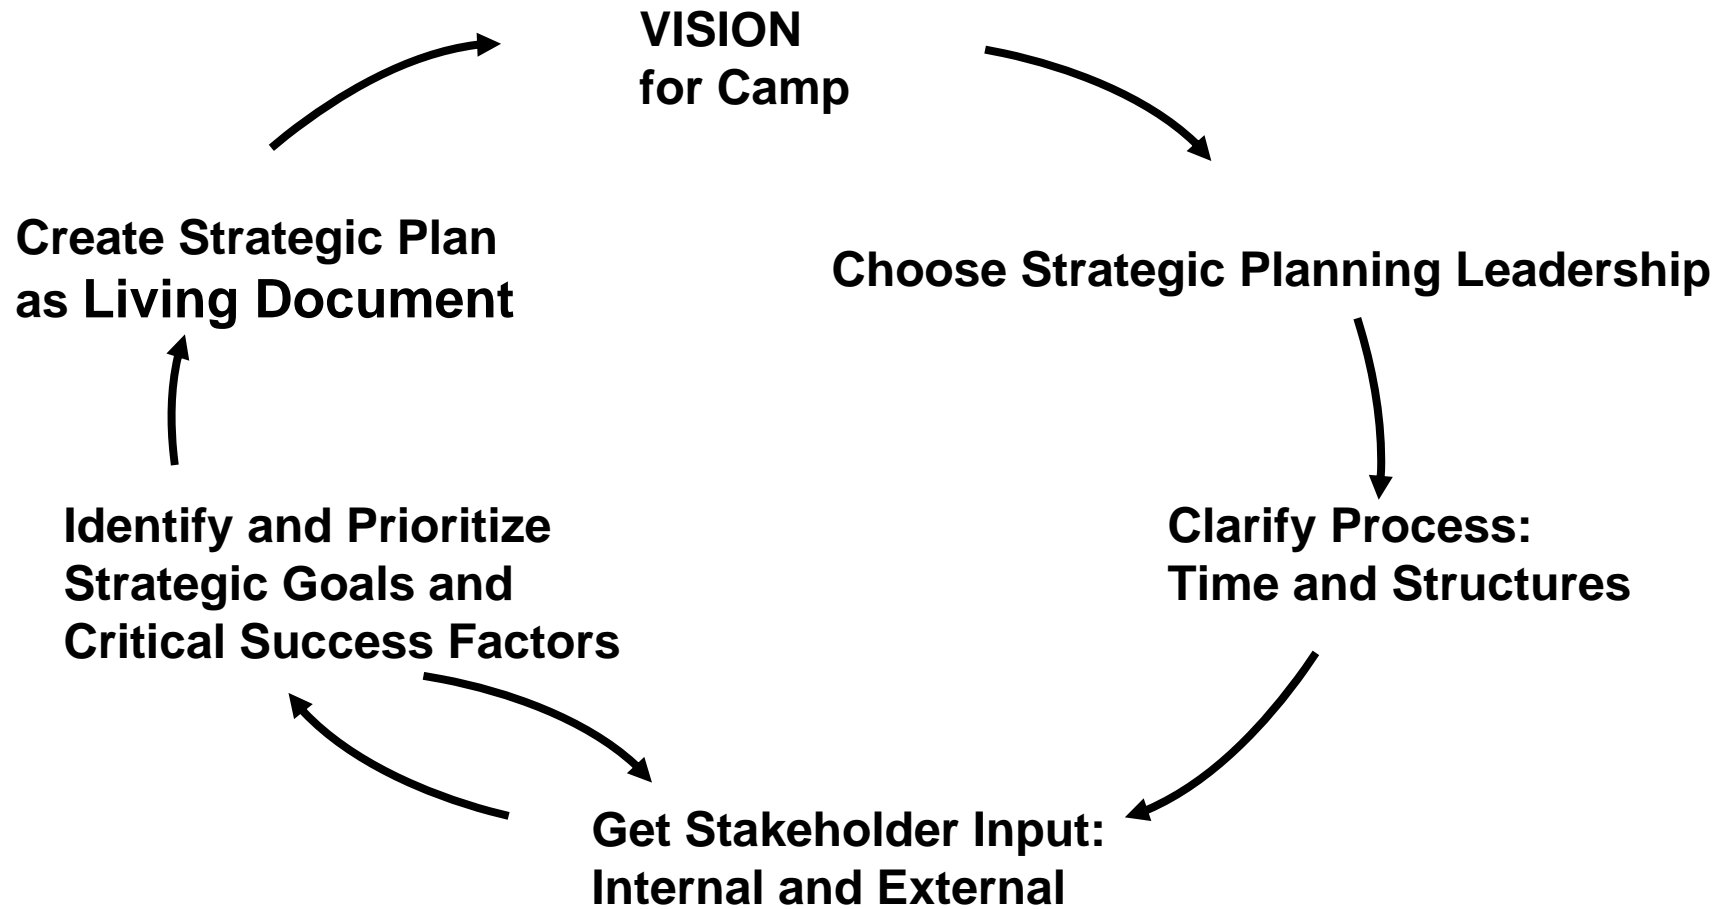 VISION
for Camp
Choose Strategic Planning Leadership
Clarify Process:
Time and Structures
Get Stakeholder Input:
Internal and External
Identify and Prioritize
Strategic Goals and
Critical Success Factors
Create Strategic Plan
as Living Document